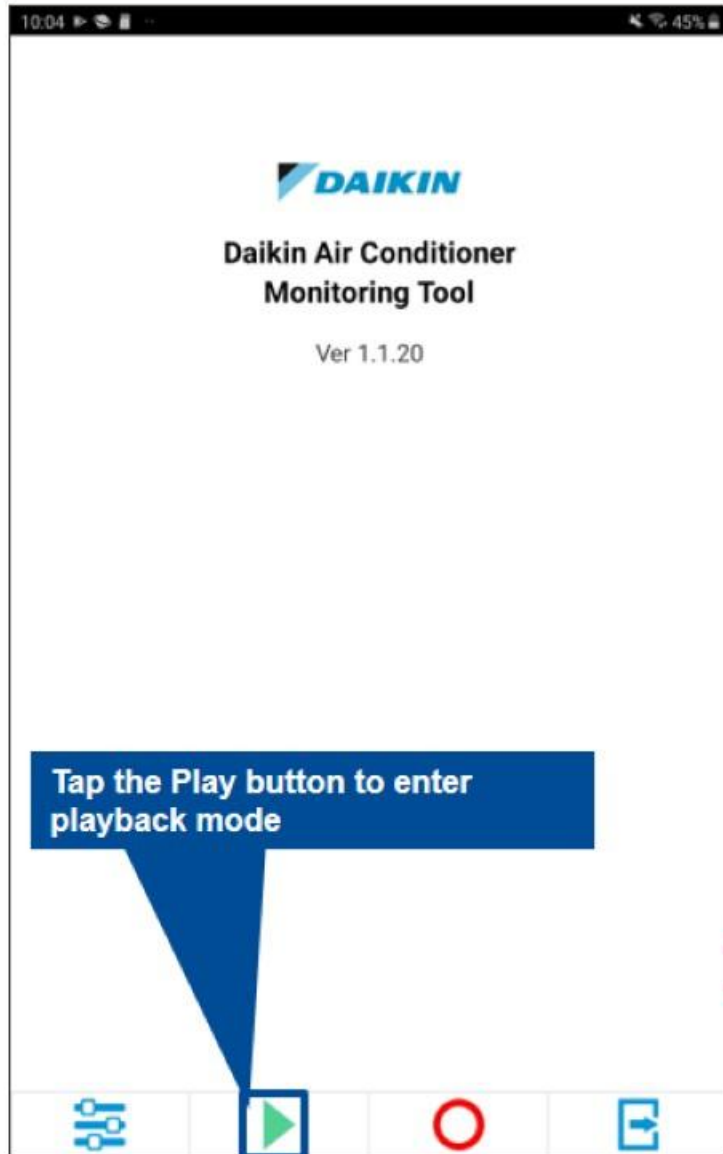 10:04
45%
DAIKIN
Daikin Air Conditioner
Monitoring Tool
Ver 1.1.20
Tap the Play button to enter
playback mode